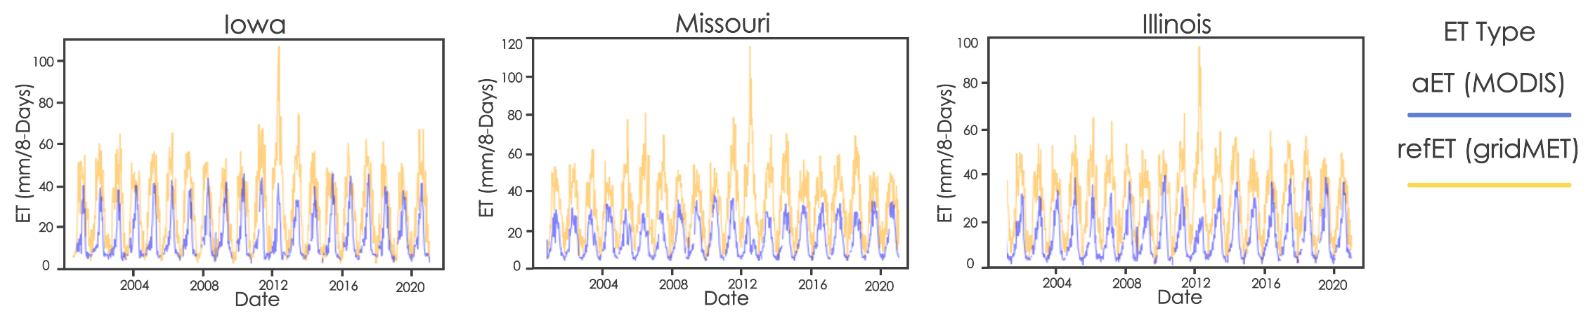 Iowa
ET (mm/8-Days)
100
80
60
40
20
0
2004 2008 2012 2016 2020
Date
Missouri
ET (mm/8-Days)
120
100
80
60
40
20
0
2004 2008 2012 2016 2020
Date
Illinois
ET (mm/8-Days)
100
80
60
40
20
0
2004 2008 2012 2016 2020
Date
ET Type
aET (MODIS)
refET (gridMET)